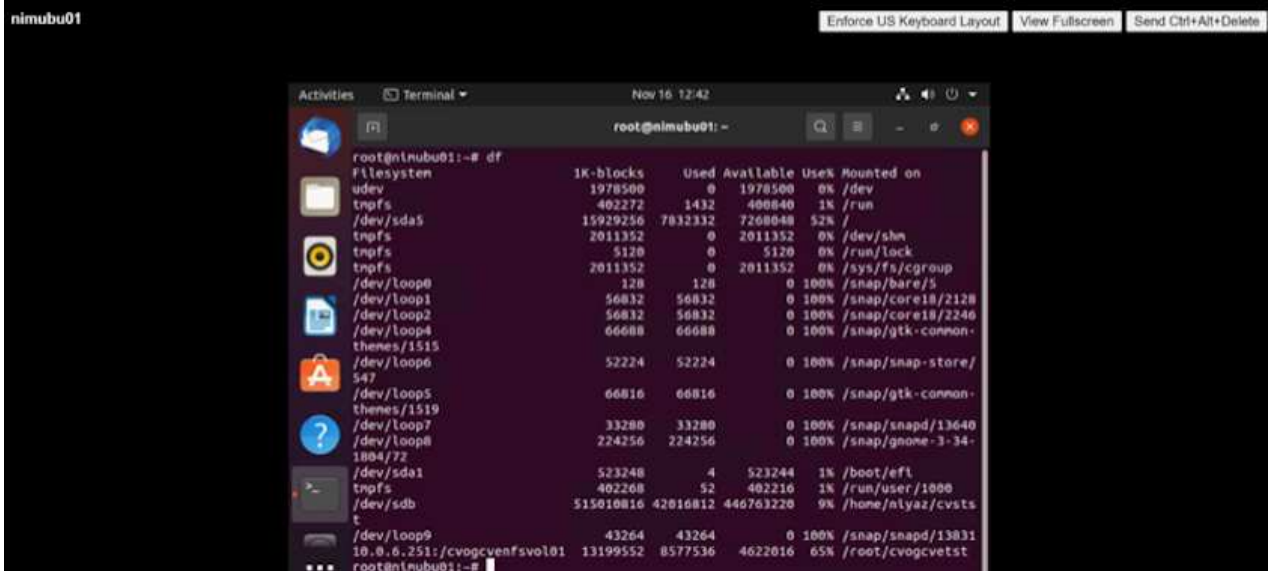 nimubu01
Enforce US Keyboard Layout View Fullscreen Send Ctrl+Alt+Delete
Activities Terminal Nov 16 12:42
root@nimubu01: ~
root@nimubu01:~# df
Filesystem 1K-blocks Used Available Use% Mounted on
udev 1978500 0 1978500 0% /dev
tmpfs 402272 1432 400840 1% /run
/dev/sda5 15929256 7832332 7268048 52% /
tmpfs 2011352 0 2011352 0% /dev/shm
tmpfs 5120 0 5120 0% /run/lock
tmpfs 2011352 0 2011352 0% /sys/fs/cgroup
/dev/loop0 128 128 0 100% /snap/bare/5
/dev/loop1 56832 56832 0 100% /snap/core18/2128
/dev/loop2 56832 56832 0 100% /snap/core18/2246
/dev/loop4 66688 66688 0 100% /snap/gtk-common-
themes/1515
/dev/loop6 52224 52224 0 100% /snap/snap-store/
547
/dev/loop5 66816 66816 0 100% /snap/gtk-common-
themes/1519
/dev/loop7 33280 33280 0 100% /snap/snapd/13640
/dev/loop8 224256 224256 0 100% /snap/gnome-3-34-
1804/72
/dev/sda1 523248 4 523244 1% /boot/efi
tmpfs 402268 52 402216 1% /run/user/1000
/dev/sdb 515010816 42016812 446763220 9% /home/niyaz/cvsts
t
/dev/loop9 43264 43264 0 100% /snap/snapd/13831
10.0.6.251:/cvogcvenfsvol01 13199552 8577536 4622016 65% /root/cvogcvetst
root@nimubu01:~#